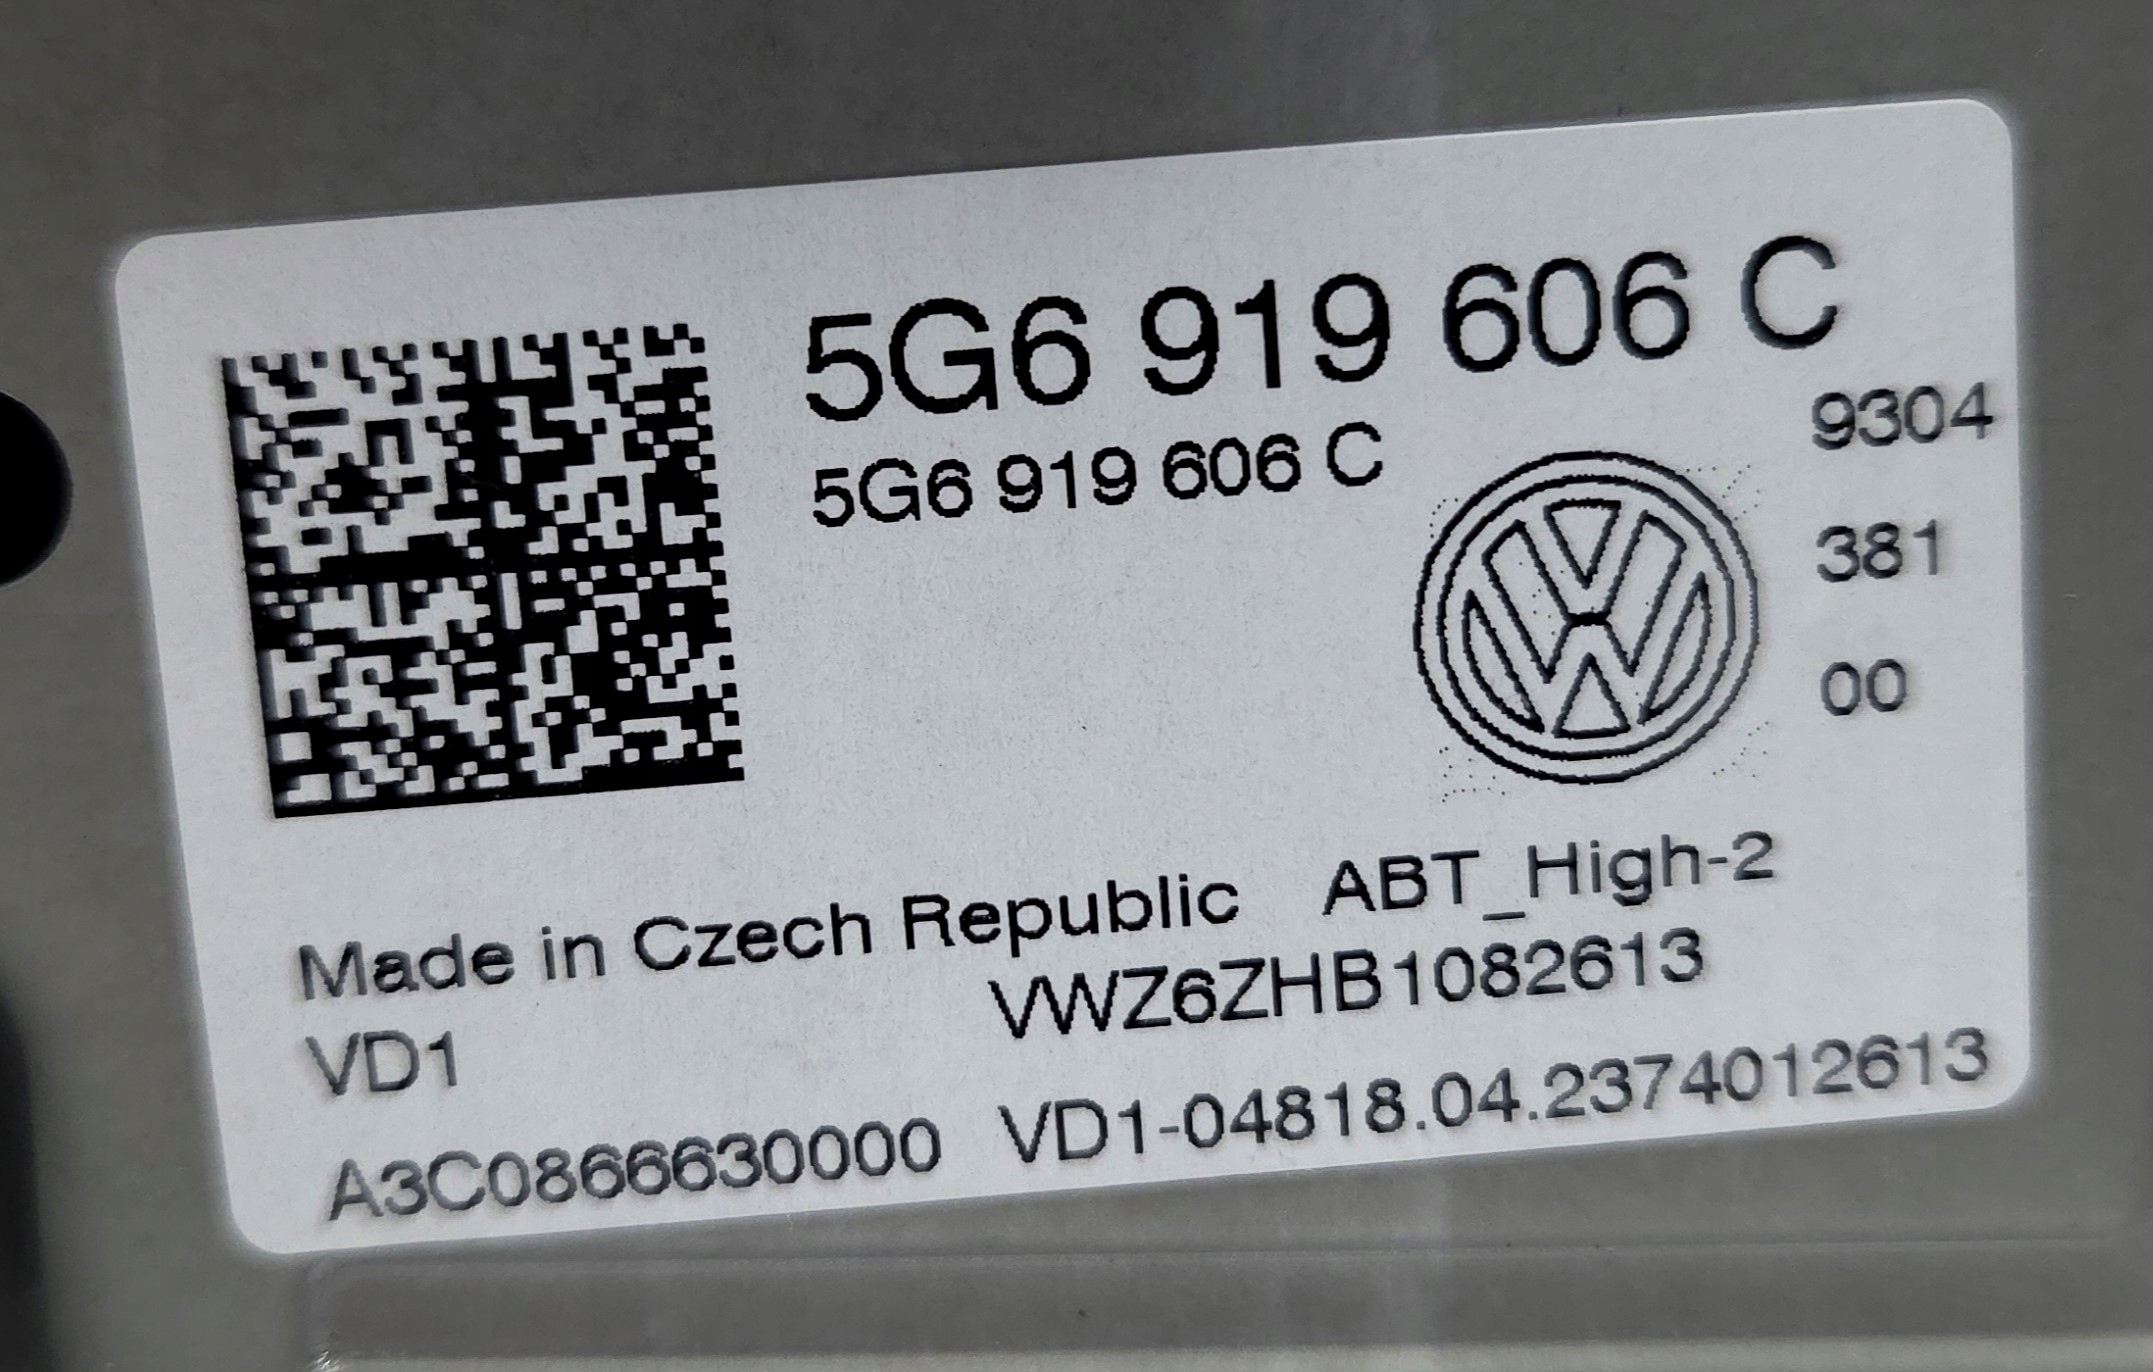 5G6 919 606 C
5G6 919 606 C
9304
381
00
Made in Czech Republic ABT_High-2
VWZ6ZHB1082613
VD1
A3C0866630000 VD1-04818.04.2374012613